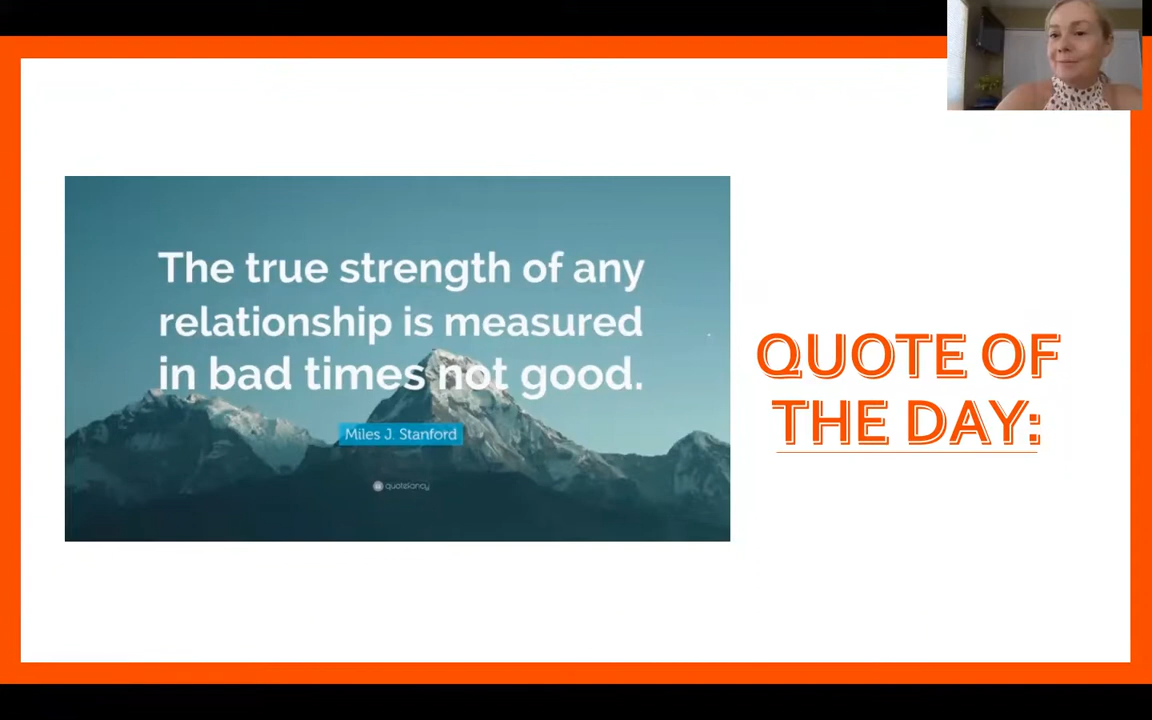 The true strength of any
relationship is measured
in bad times not good.
Miles J. Stanford
quotefancy
QUOTE OF
THE DAY: